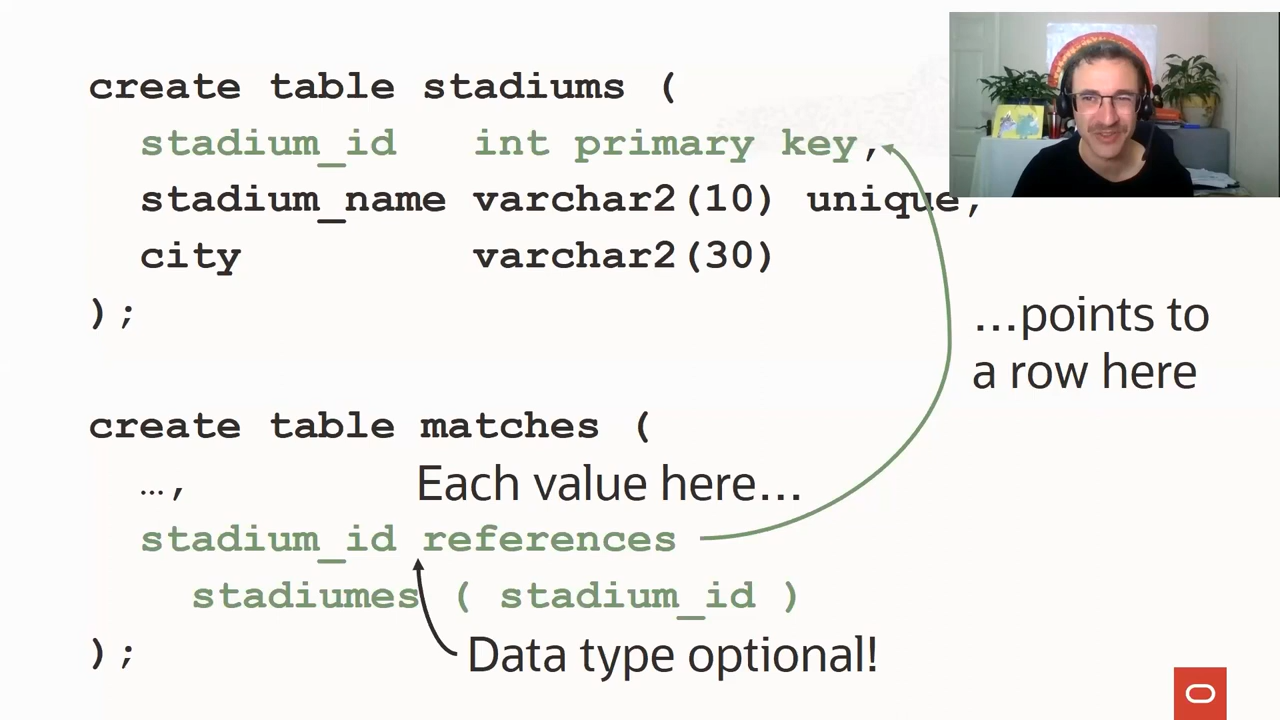 create table stadiums (
stadium_id int primary key,
stadium_name varchar2(10) unique,
city varchar2(30)
);
…points to
a row here
create table matches (
…,
Each value here…
stadium_id references
stadiumes ( stadium_id )
);
Data type optional!